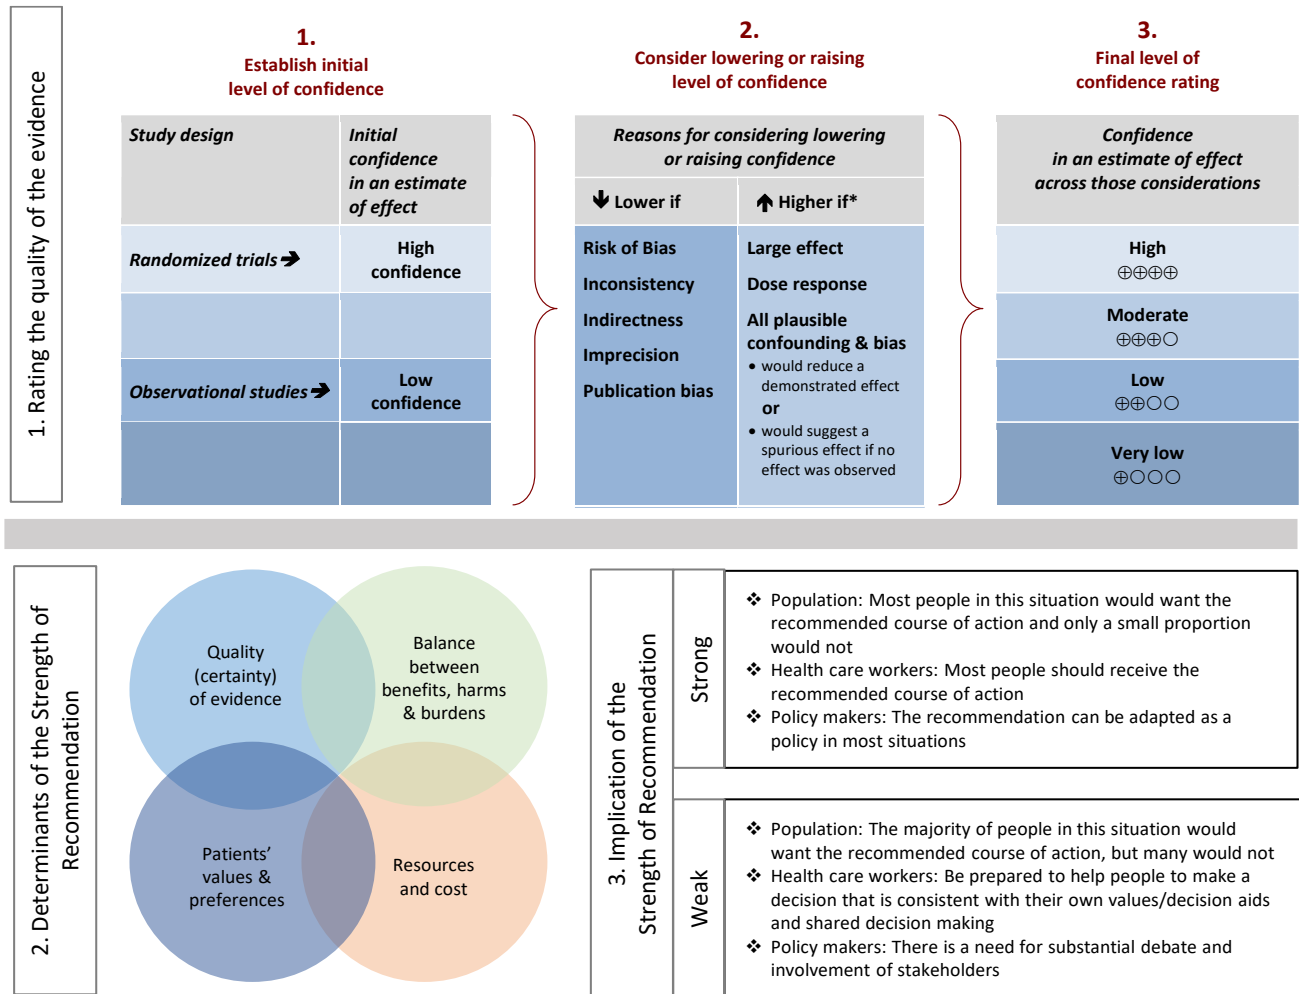 1. Rating the quality of the evidence
1.
Establish initial
level of confidence
2.
Consider lowering or raising
level of confidence
3.
Final level of
confidence rating
Study design
Initial
confidence
in an estimate
of effect
Randomized trials ➔
High
confidence
Observational studies ➔
Low
confidence
Reasons for considering lowering
or raising confidence
🡻 Lower if
🡹 Higher if*
Risk of Bias
Inconsistency
Indirectness
Imprecision
Publication bias
Large effect
Dose response
All plausible
confounding & bias
• would reduce a
demonstrated effect
or
• would suggest a
spurious effect if no
effect was observed
Confidence
in an estimate of effect
across those considerations
High
⊕⊕⊕⊕
Moderate
⊕⊕⊕○
Low
⊕⊕○○
Very low
⊕○○○
2. Determinants of the Strength of
Recommendation
Quality
(certainty)
of evidence
Balance
between
benefits, harms
& burdens
Patients’
values &
preferences
Resources
and cost
3. Implication of the
Strength of Recommendation
Strong
❖ Population: Most people in this situation would want the
recommended course of action and only a small proportion
would not
❖ Health care workers: Most people should receive the
recommended course of action
❖ Policy makers: The recommendation can be adapted as a
policy in most situations
Weak
❖ Population: The majority of people in this situation would
want the recommended course of action, but many would not
❖ Health care workers: Be prepared to help people to make a
decision that is consistent with their own values/decision aids
and shared decision making
❖ Policy makers: There is a need for substantial debate and
involvement of stakeholders